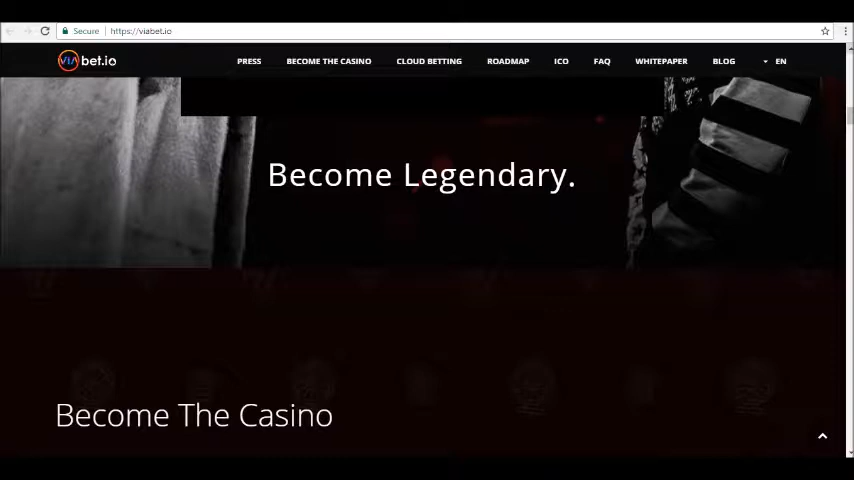 Secure https://viabet.io
VIA bet.io PRESS BECOME THE CASINO CLOUD BETTING ROADMAP ICO FAQ WHITEPAPER BLOG EN
Become Legendary.
Become The Casino